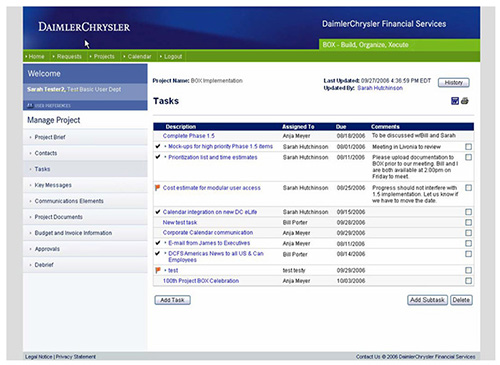 DAIMLERCHRYSLER
DaimlerChrysler Financial Services
BOX - Build, Organize, Xecute
Home Requests Projects Calendar Logout
Welcome
Sarah Tester2, Test Basic User Dept
USER PREFERENCES
Manage Project
Project Brief
Contacts
Tasks
Key Messages
Communications Elements
Project Documents
Budget and Invoice Information
Approvals
Debrief
Project Name: BOX Implementation
Last Updated: 09/27/2006 4:36:59 PM EDT
Updated By: Sarah Hutchinson
History
Tasks
Description Assigned To Due Comments
Complete Phase 1.5 Anja Meyer 08/18/2006 To be discussed w/Bill and Sarah
+ Mock-ups for high priority Phase 1.5 items Sarah Hutchinson 08/01/2006 Meeting in Livonia to review
+ Prioritization list and time estimates Sarah Hutchinson 08/11/2006 Please upload documentation to
BOX prior to our meeting. Bill and I
are both available at 2:00pm on
Friday to meet.
Cost estimate for modular user access Sarah Hutchinson 08/25/2006 Progress should not interfere with
1.5 implementation. Let us know if
we have to move the date.
Calendar integration on new DC eLife Sarah Hutchinson 09/15/2006
New test task Bill Porter 09/28/2006
Corporate Calendar communication Anja Meyer 09/29/2006
+ E-mail from James to Executives Anja Meyer 08/11/2006
+ DCFS Americas News to all US & Can
Employees Bill Porter 08/14/2006
+ test test testy 09/29/2006
100th Project BOX Celebration Anja Meyer 10/03/2006
Add Task Add Subtask Delete
Legal Notice | Privacy Statement
Contact Us © 2006 DaimlerChrysler Financial Services